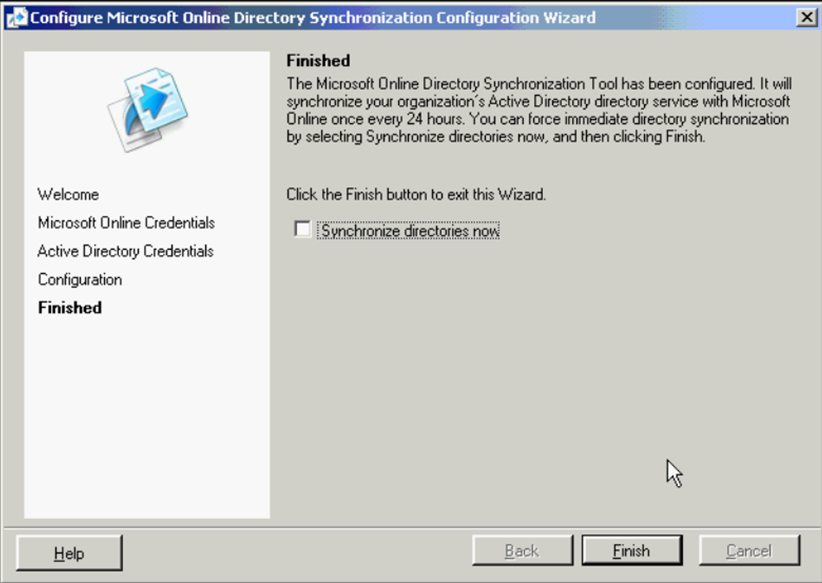 Configure Microsoft Online Directory Synchronization Configuration Wizard
Welcome
Microsoft Online Credentials
Active Directory Credentials
Configuration
Finished
Finished
The Microsoft Online Directory Synchronization Tool has been configured. It will
synchronize your organization's Active Directory directory service with Microsoft
Online once every 24 hours. You can force immediate directory synchronization
by selecting Synchronize directories now, and then clicking Finish.
Click the Finish button to exit this Wizard.
Synchronize directories now
Help
Back
Finish
Cancel